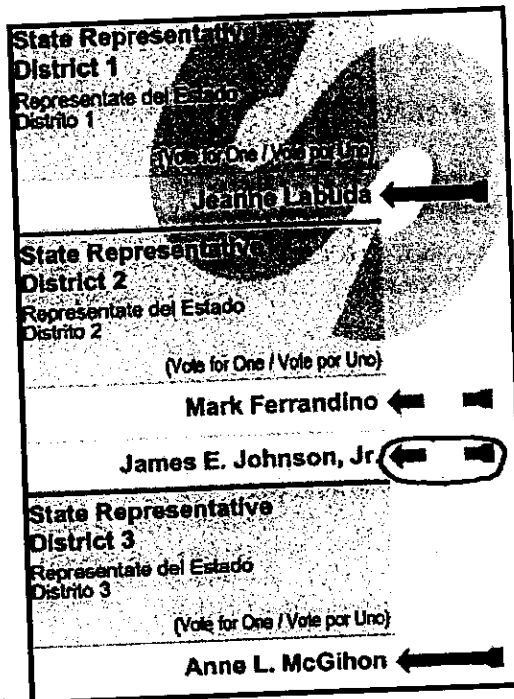 State Representative
District 1
Representate del Estado
Distrito 1
(Vote for One / Vote por Uno)
Jeanne Labuda
State Representative
District 2
Representate del Estado
Distrito 2
(Vote for One / Vote por Uno)
Mark Ferrandino
James E. Johnson, Jr.
State Representative
District 3
Representate del Estado
Distrito 3
(Vote for One / Vote por Uno)
Anne L. McGihon